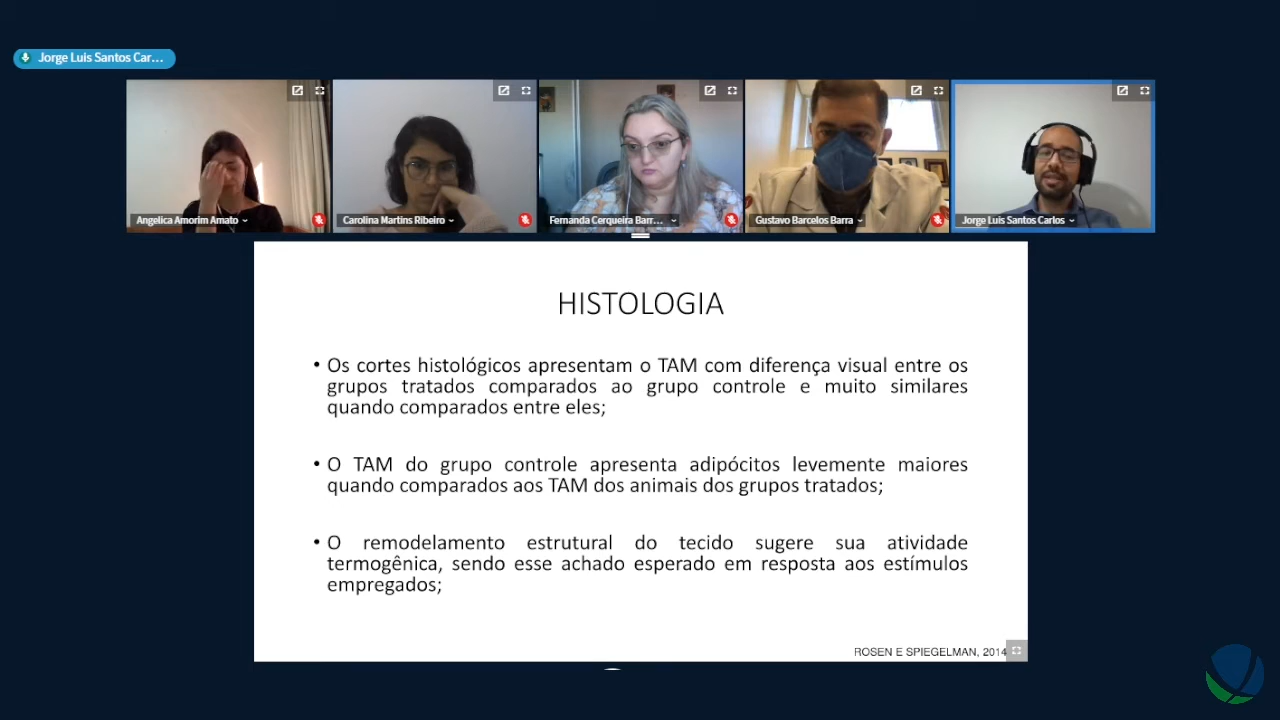 Jorge Luis Santos Car...
Angelica Amorim Amato
Carolina Martins Ribeiro
Fernanda Cerqueira Barr...
Gustavo Barcelos Barra
Jorge Luis Santos Carlos
HISTOLOGIA
• Os cortes histológicos apresentam o TAM com diferença visual entre os
grupos tratados comparados ao grupo controle e muito similares
quando comparados entre eles;
• O TAM do grupo controle apresenta adipócitos levemente maiores
quando comparados aos TAM dos animais dos grupos tratados;
• O remodelamento estrutural do tecido sugere sua atividade
termogênica, sendo esse achado esperado em resposta aos estímulos
empregados;
ROSEN E SPIEGELMAN, 2014